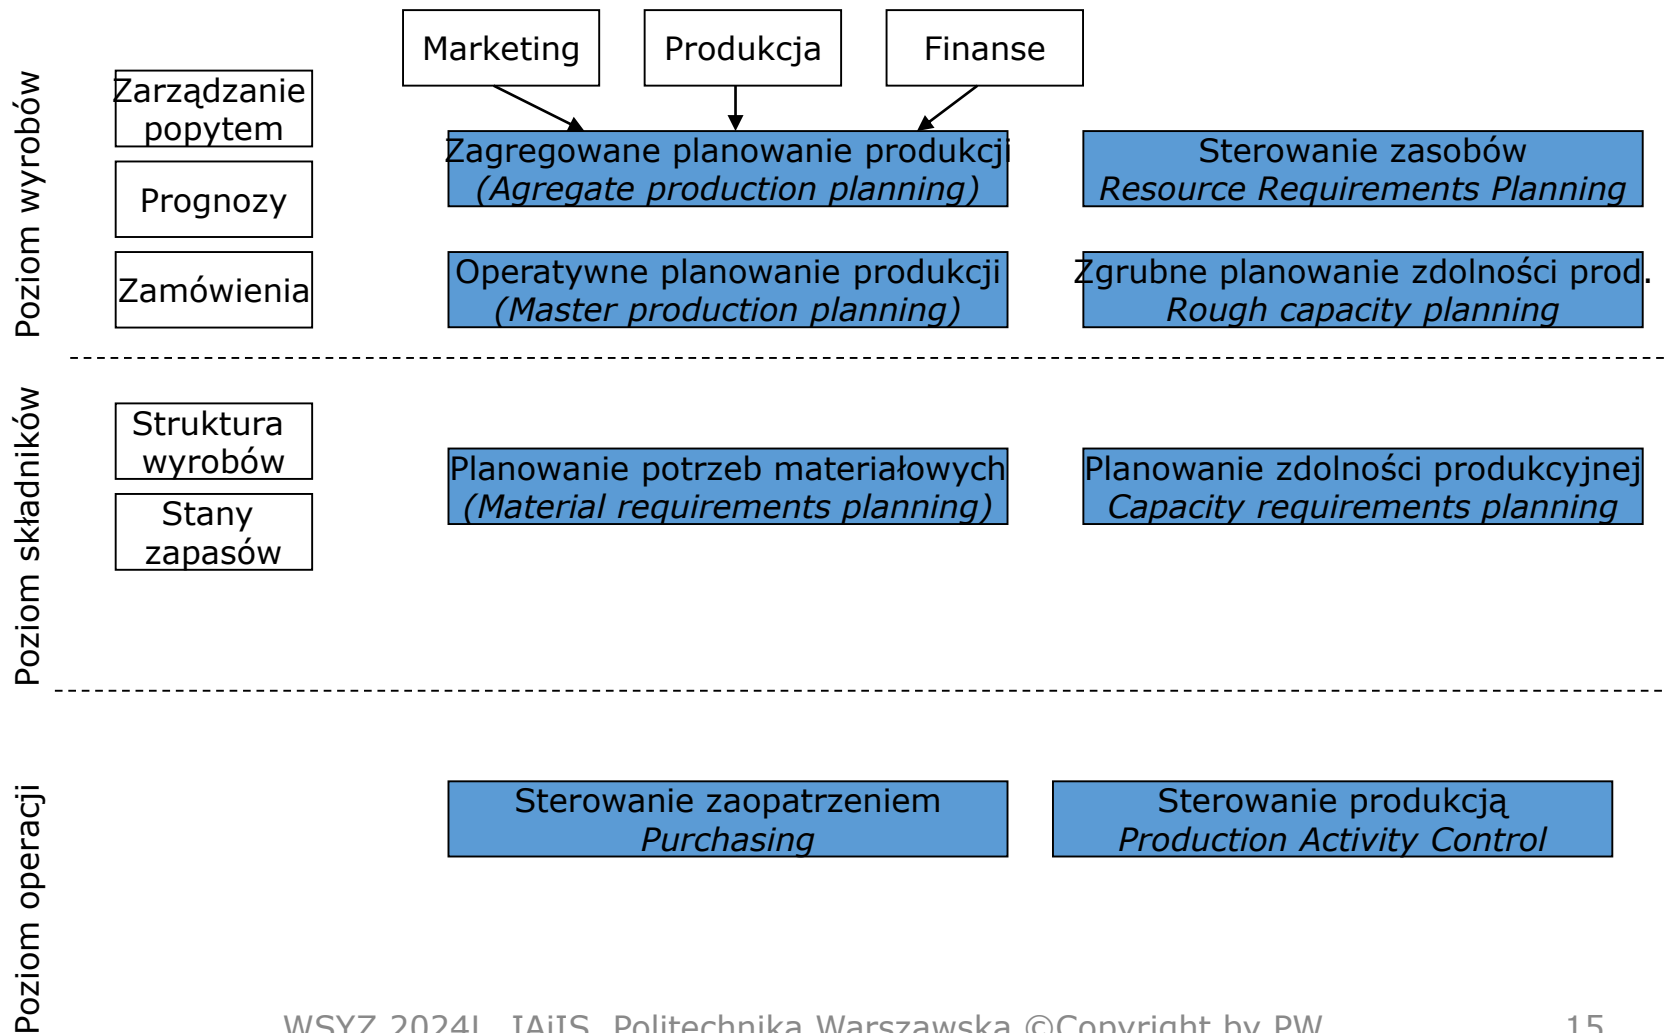 Marketing
Produkcja
Finanse
Poziom wyrobów
Zarządzanie
popytem
Zagregowane planowanie produkcji
(Agregate production planning)
Sterowanie zasobów
Resource Requirements Planning
Prognozy
Zamówienia
Operatywne planowanie produkcji
(Master production planning)
Zgrubne planowanie zdolności prod.
Rough capacity planning
Poziom składników
Struktura
wyrobów
Stany
zapasów
Planowanie potrzeb materiałowych
(Material requirements planning)
Planowanie zdolności produkcyjnej
Capacity requirements planning
Poziom operacji
Sterowanie zaopatrzeniem
Purchasing
Sterowanie produkcją
Production Activity Control
WSYZ 2024L, IAiIS, Politechnika Warszawska ©Copyright by PW
15